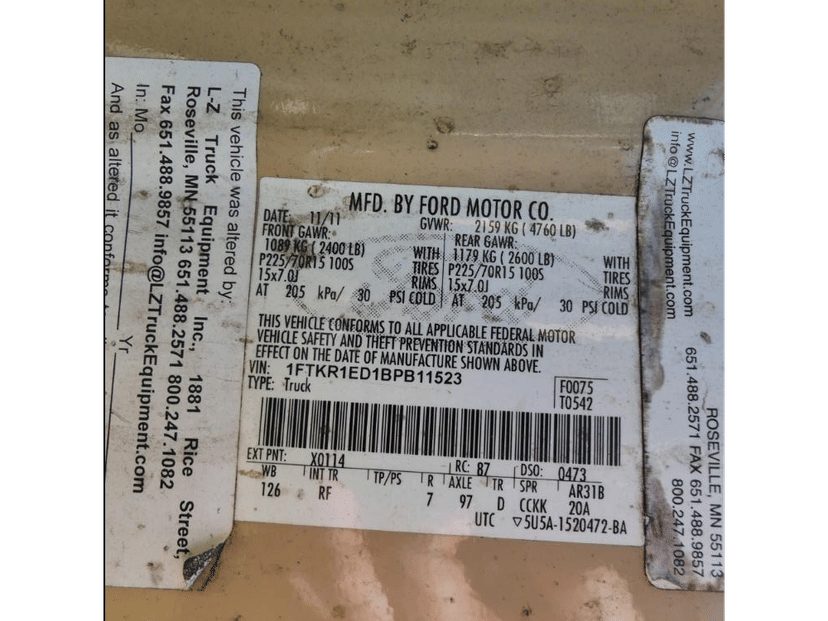 This vehicle was altered by:
L-Z Truck Equipment Inc., 1881 Rice Street,
Roseville, MN 55113 651.488.2571 800.247.1082
Fax 651.488.9857 info@LZTruckEquipment.com
In: Mo. Yr.
And as altered it conforms
MFD. BY FORD MOTOR CO.
DATE: 11/11 GVWR: 2159 KG ( 4760 LB)
FRONT GAWR: REAR GAWR:
1089 KG ( 2400 LB) WITH 1179 KG ( 2600 LB) WITH
P225/70R15 100S TIRES P225/70R15 100S TIRES
15x7.0J RIMS 15x7.0J RIMS
AT 205 kPa/ 30 PSI COLD AT 205 kPa/ 30 PSI COLD
THIS VEHICLE CONFORMS TO ALL APPLICABLE FEDERAL MOTOR
VEHICLE SAFETY AND THEFT PREVENTION STANDARDS IN
EFFECT ON THE DATE OF MANUFACTURE SHOWN ABOVE.
VIN: 1FTKR1ED1BPB11523 F0075
TYPE: Truck T0542
EXT PNT: X0114 RC: 87 DSO: 0473
WB INT TR TP/PS R AXLE TR SPR AR31B
126 RF 7 97 D CCKK 20A
UTC ▽5U5A-1520472-BA
www.LZTruckEquipment.com
info@LZTruckEquipment.com
ROSEVILLE, MN 55113
651.488.2571 FAX 651.488.9857
800.247.1082